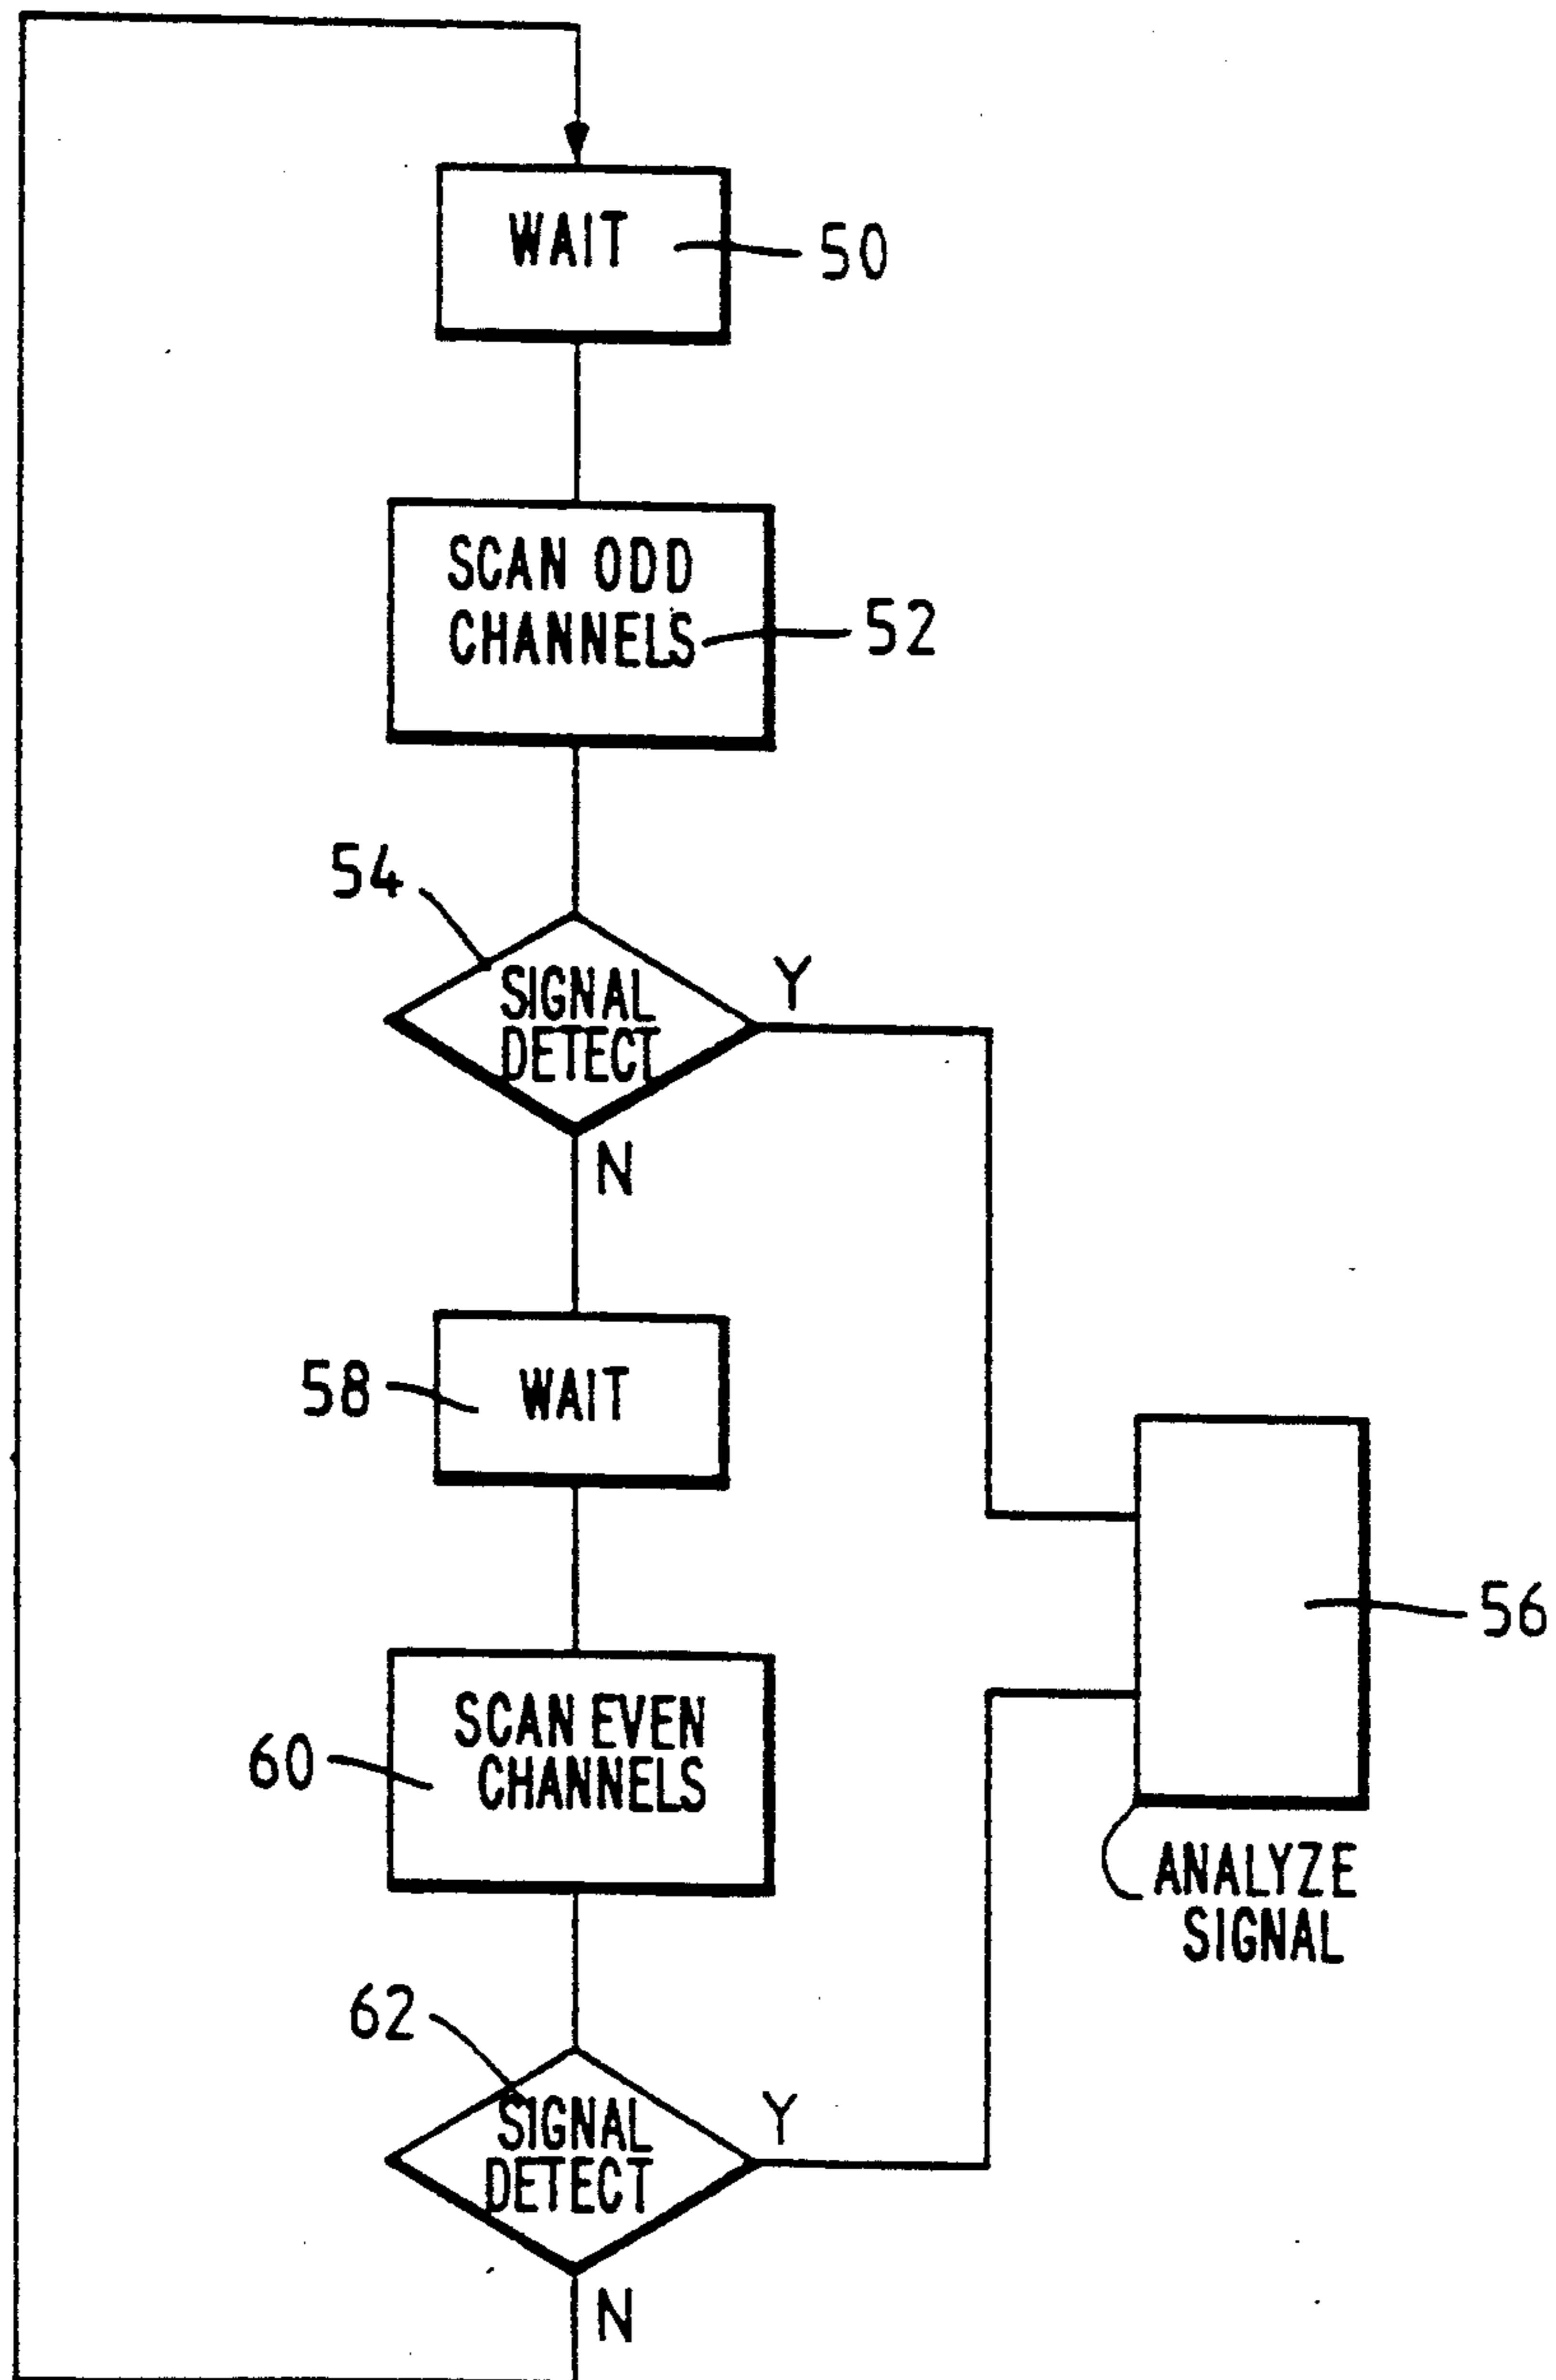 WAIT
50
SCAN ODD
CHANNELS
52
54
SIGNAL
DETECT
Y
N
58
WAIT
56
SCAN EVEN
CHANNELS
60
ANALYZE
SIGNAL
62
SIGNAL
DETECT
Y
N